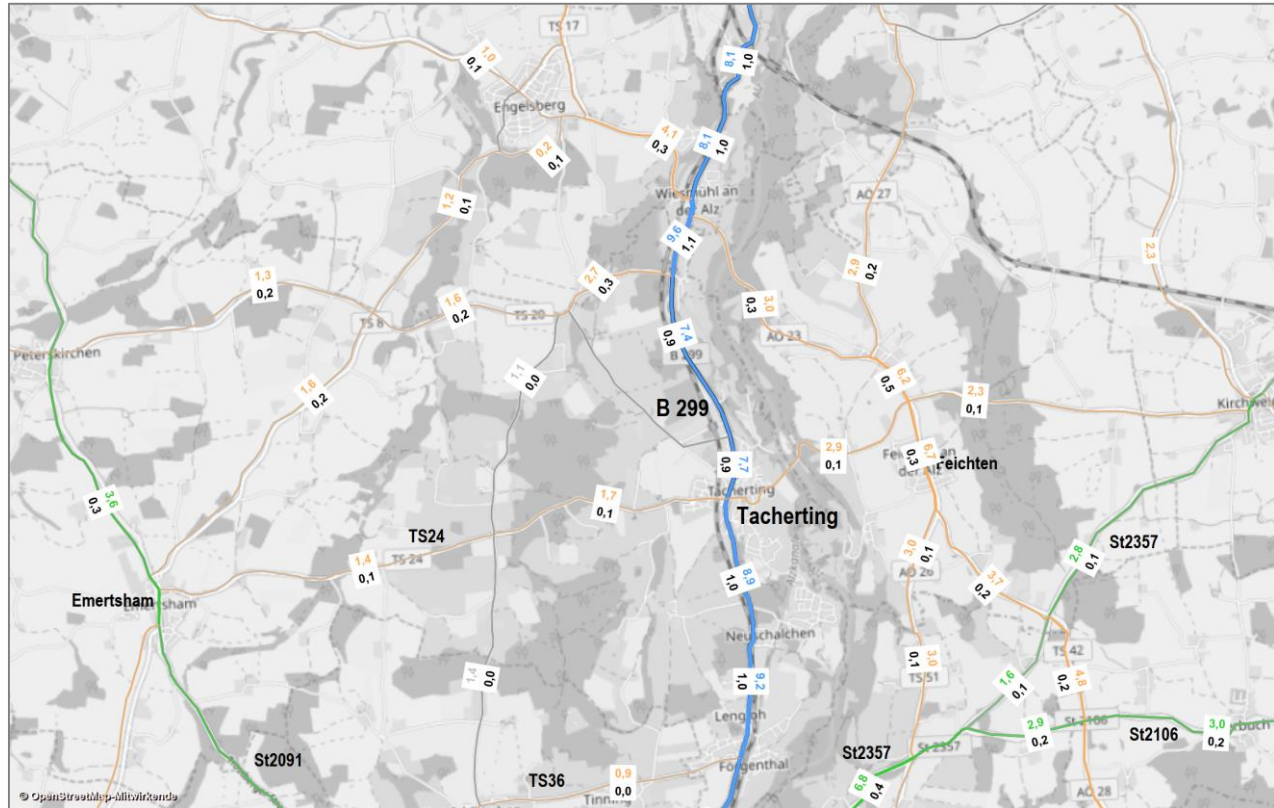 TS 17
8,1
1,0
1,0
0,1
Engelsberg
4,1
0,3
8,1
1,0
0,2
0,1
1,2
0,1
Wiesmühl an
der Alz
AÖ 27
9,6
1,1
2,3
2,9
0,2
1,3
0,2
2,7
0,3
1,6
0,2
TS 20
TS 8
3,0
0,3
AÖ 23
7,4
0,9
B 299
Peterskirchen
1,1
0,0
6,2
0,5
1,6
0,2
2,3
0,1
B 299
2,9
0,1
6,7
0,3
Feichten
der Alz
7,7
0,9
3,6
0,3
Tacherting
1,7
0,1
Tacherting
TS24
TS 24
1,4
0,1
3,0
0,1
AÖ 26
St2357
2,8
0,1
8,9
1,0
3,7
0,2
Emertsham
Emertsham
Neuschalchen
TS 42
3,0
0,1
TS 51
1,4
0,0
9,2
1,0
1,6
0,1
4,8
0,2
Lengloh
2,9
0,2
St 2106
3,0
0,2
St2106
St2091
St2357
St 2357
Förgenthal
TS36
0,9
0,0
Tinning
6,8
0,4
AÖ 28
© OpenStreetMap-Mitwirkende